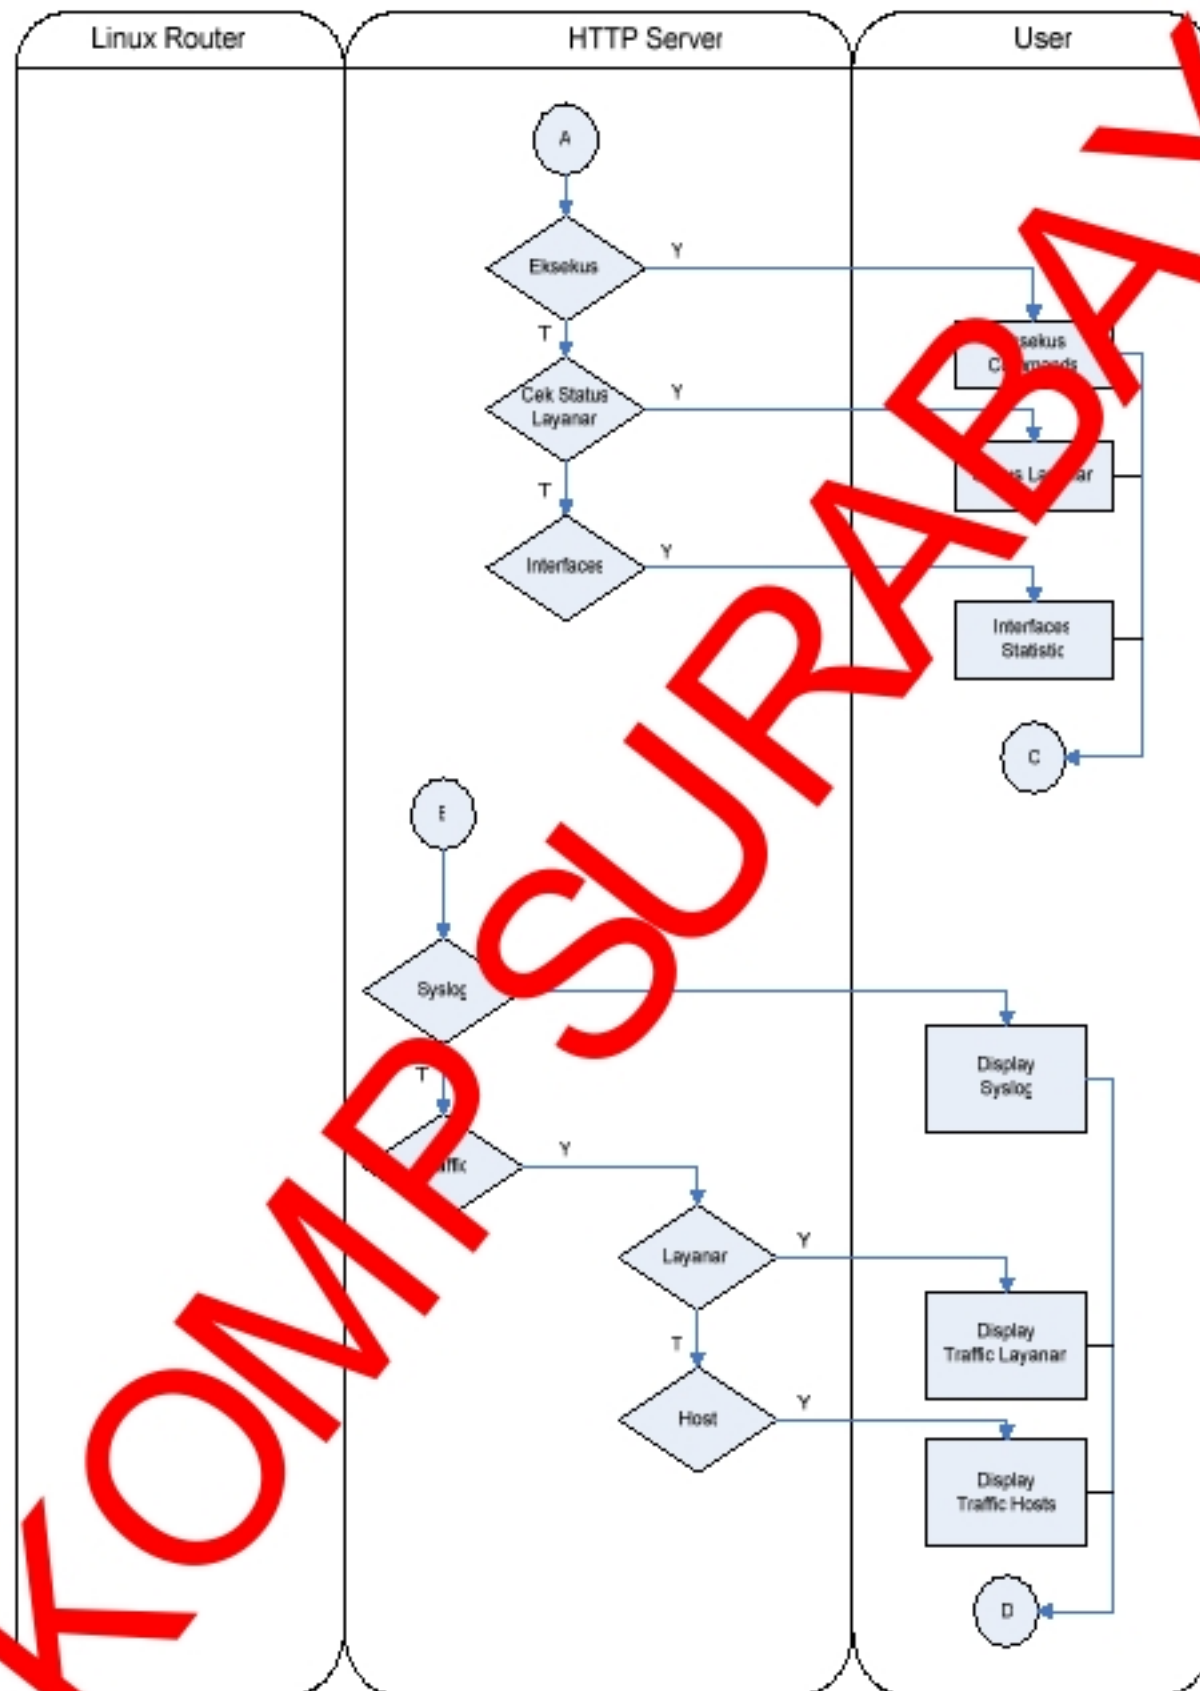 Linux Router
HTTP Server
User
A
Eksekus
Y
T
Cek Status
Layanar
Y
T
Interfaces
Y
Interfaces
Statistic
C
E
Syslog
T
Y
Display
Syslog
Layanar
Y
T
Display
Traffic Layanar
Host
Y
Display
Traffic Hosts
D
KOMP SURABAY